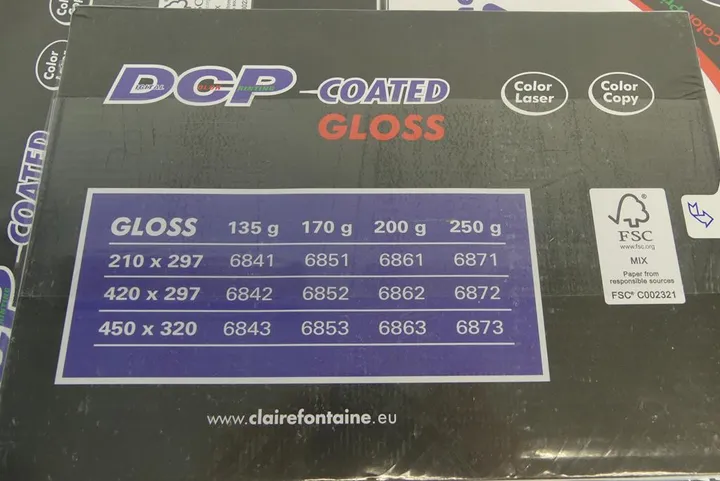 DCP COATED
GLOSS
Color Laser
Color Copy
GLOSS 135 g 170 g 200 g 250 g
210 x 297 6841 6851 6861 6871
420 x 297 6842 6852 6862 6872
450 x 320 6843 6853 6863 6873
FSC
www.fsc.org
MIX
Paper from
responsible sources
FSC® C002321
www.clairefontaine.eu
COATED